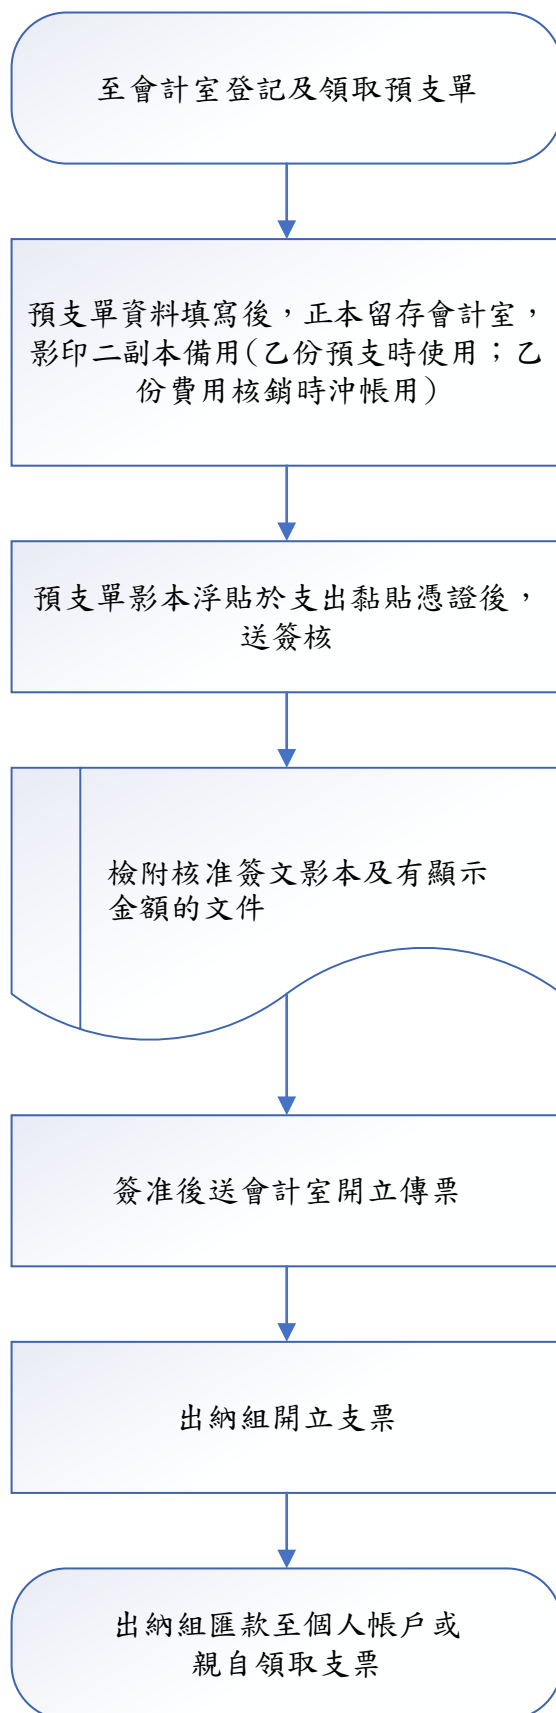 至會計室登記及領取預支單
預支單資料填寫後，正本留存會計室，
影印二副本備用(乙份預支時使用；乙
份費用核銷時沖帳用)
預支單影本浮貼於支出黏貼憑證後，
送簽核
檢附核准簽文影本及有顯示
金額的文件
簽准後送會計室開立傳票
出納組開立支票
出納組匯款至個人帳戶或
親自領取支票